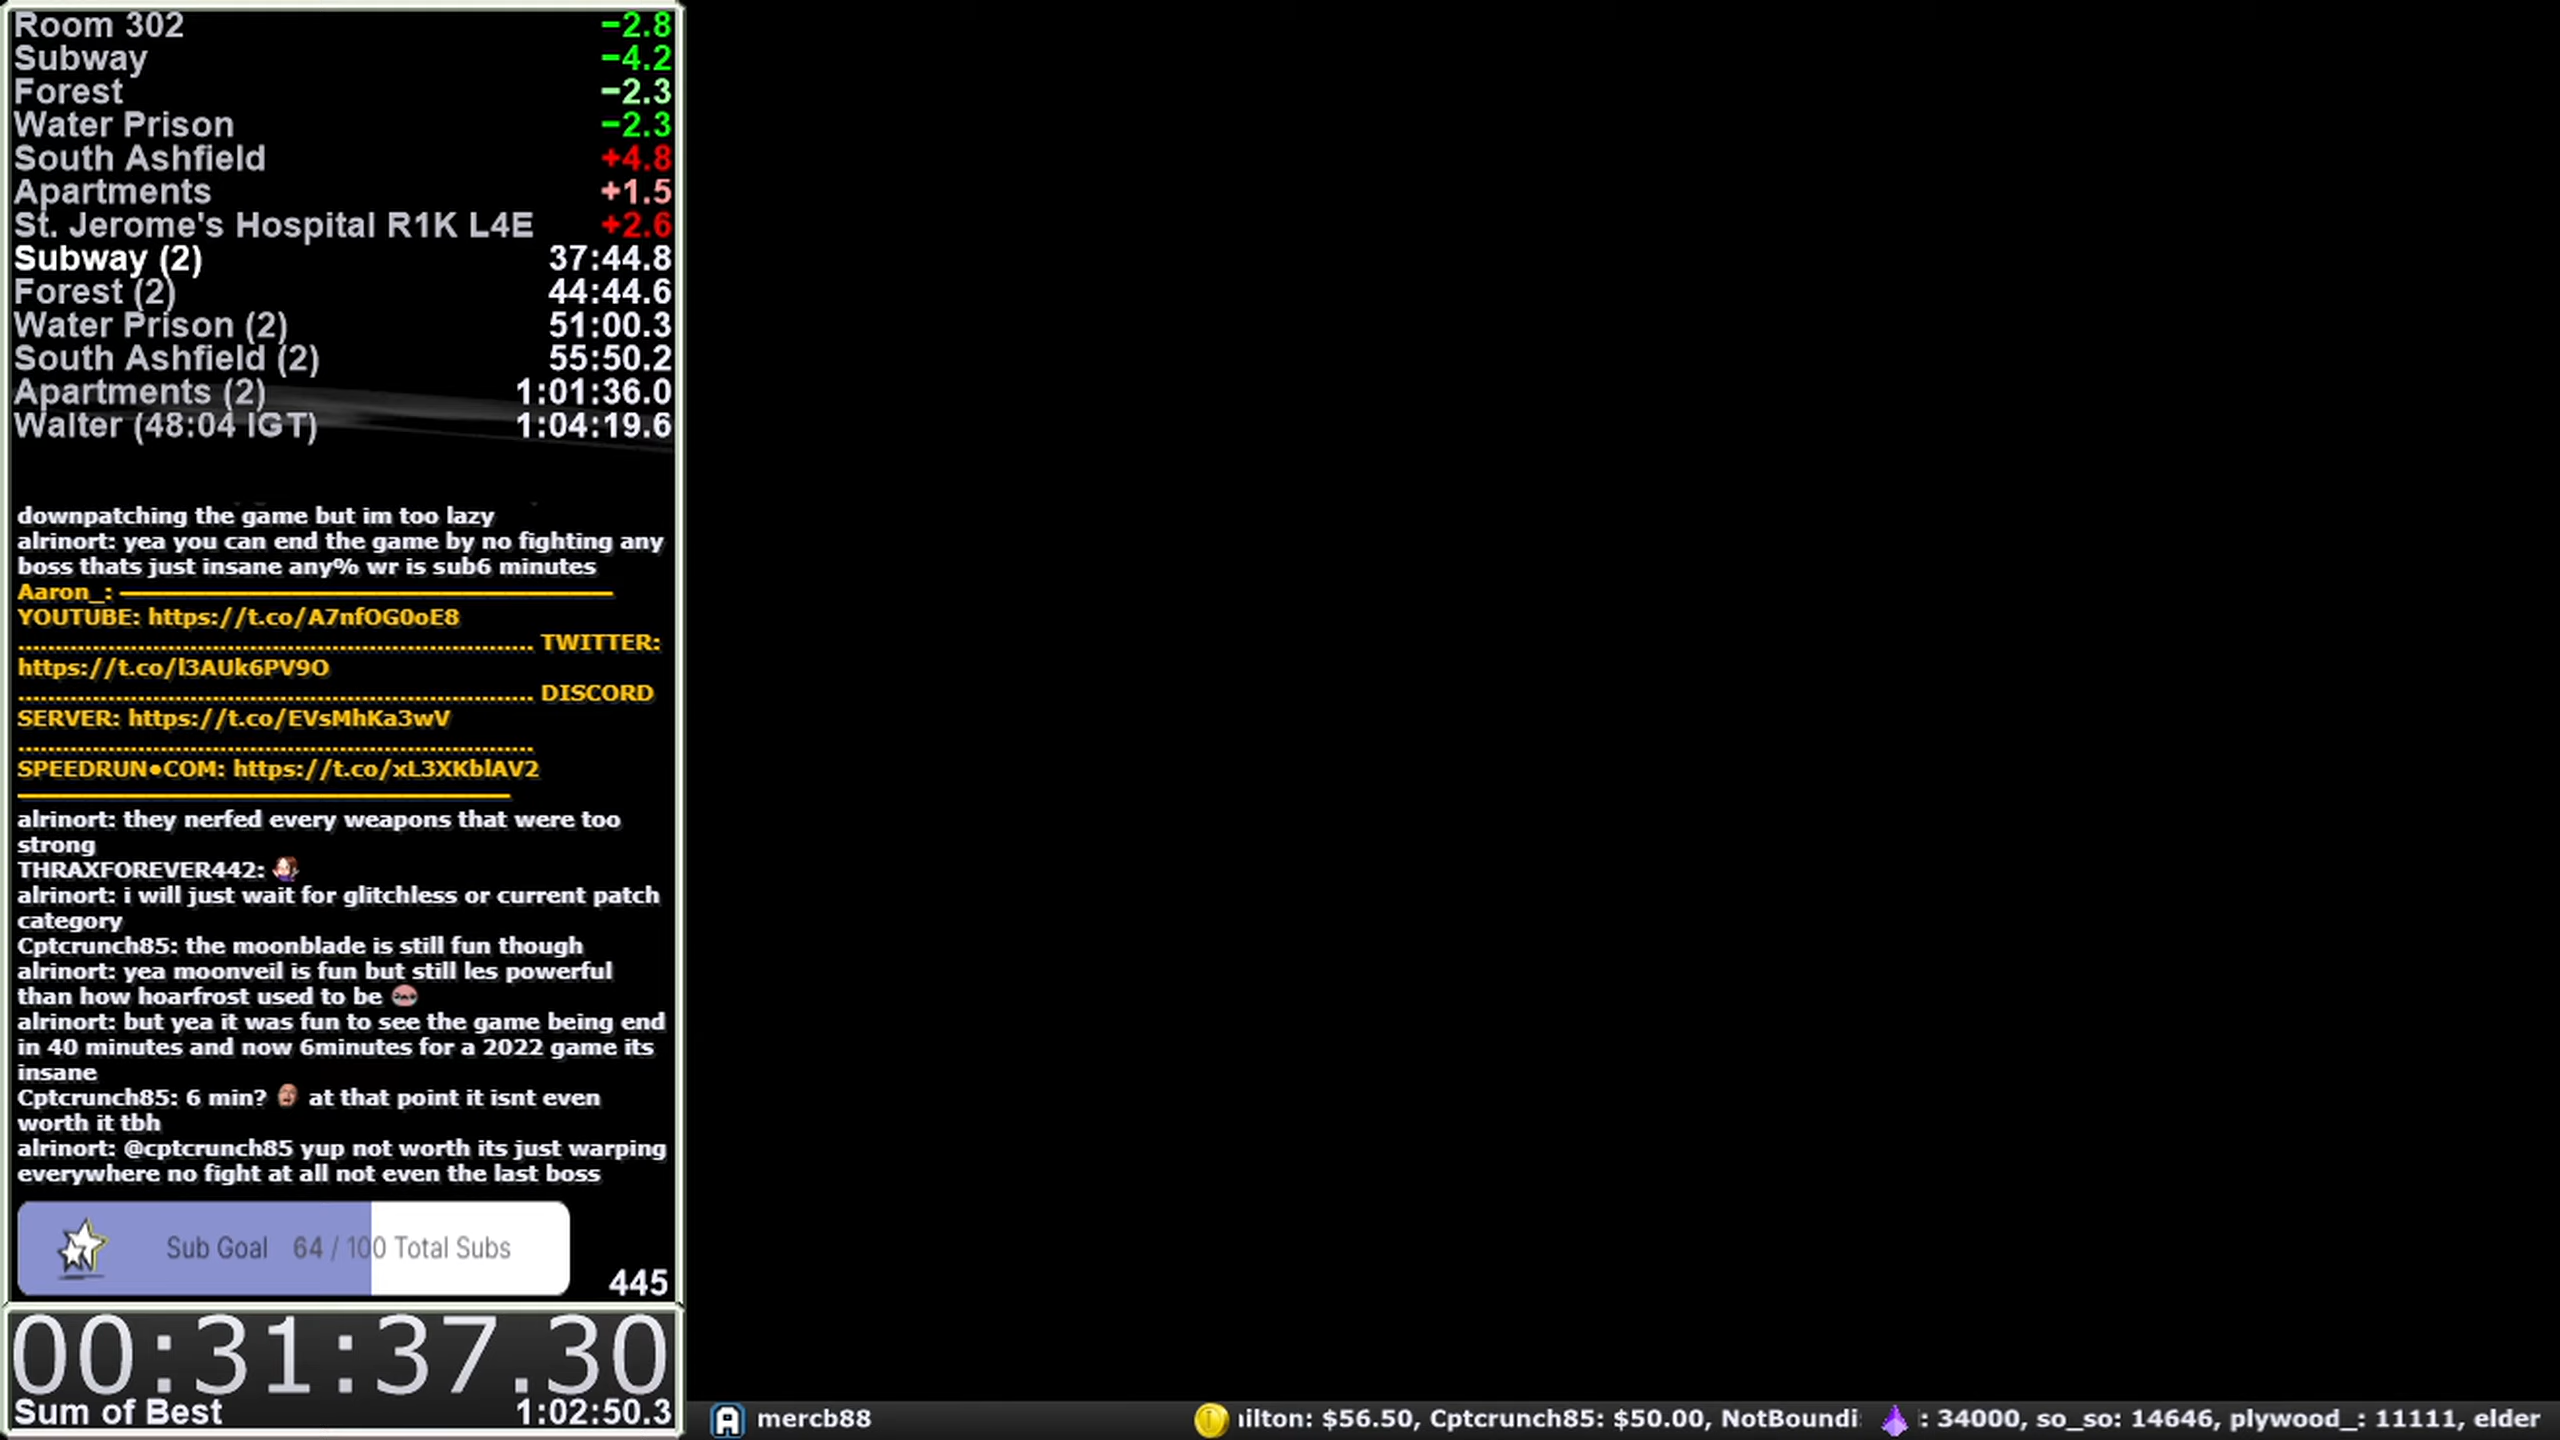 Room 302 −2.8
Subway −4.2
Forest −2.3
Water Prison −2.3
South Ashfield +4.8
Apartments +1.5
St. Jerome's Hospital R1K L4E +2.6
Subway (2) 37:44.8
Forest (2) 44:44.6
Water Prison (2) 51:00.3
South Ashfield (2) 55:50.2
Apartments (2) 1:01:36.0
Walter (48:04 IGT) 1:04:19.6
downpatching the game but im too lazy
alrinort: yea you can end the game by no fighting any
boss thats just insane any% wr is sub6 minutes
Aaron_: ————————————————
YOUTUBE: https://t.co/A7nfOG0oE8
...................................................................... TWITTER:
https://t.co/l3AUk6PV9O
...................................................................... DISCORD
SERVER: https://t.co/EVsMhKa3wV
......................................................................
SPEEDRUN●COM: https://t.co/xL3XKblAV2
————————————————
alrinort: they nerfed every weapons that were too
strong
THRAXFOREVER442:
alrinort: i will just wait for glitchless or current patch
category
Cptcrunch85: the moonblade is still fun though
alrinort: yea moonveil is fun but still les powerful
than how hoarfrost used to be
alrinort: but yea it was fun to see the game being end
in 40 minutes and now 6minutes for a 2022 game its
insane
Cptcrunch85: 6 min? at that point it isnt even
worth it tbh
alrinort: @cptcrunch85 yup not worth its just warping
everywhere no fight at all not even the last boss
Sub Goal 64 / 100 Total Subs
445
00:31:37.30
Sum of Best 1:02:50.3
mercb88 ilton: $56.50, Cptcrunch85: $50.00, NotBoundi : 34000, so_so: 14646, plywood_: 11111, elder